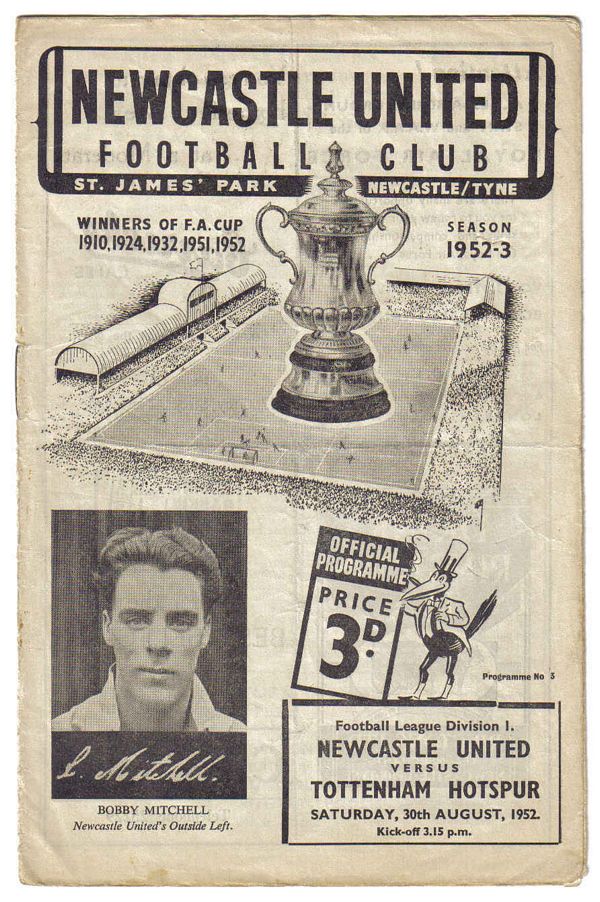 NEWCASTLE UNITED
FOOTBALL CLUB
ST. JAMES' PARK NEWCASTLE/TYNE
WINNERS OF F.A. CUP
1910,1924,1932,1951,1952
SEASON
1952-3
OFFICIAL
PROGRAMME
PRICE
3D.
Programme No 3
Mitchell.
BOBBY MITCHELL
Newcastle United's Outside Left.
Football League Division 1.
NEWCASTLE UNITED
VERSUS
TOTTENHAM HOTSPUR
SATURDAY, 30th AUGUST, 1952.
Kick-off 3.15 p.m.